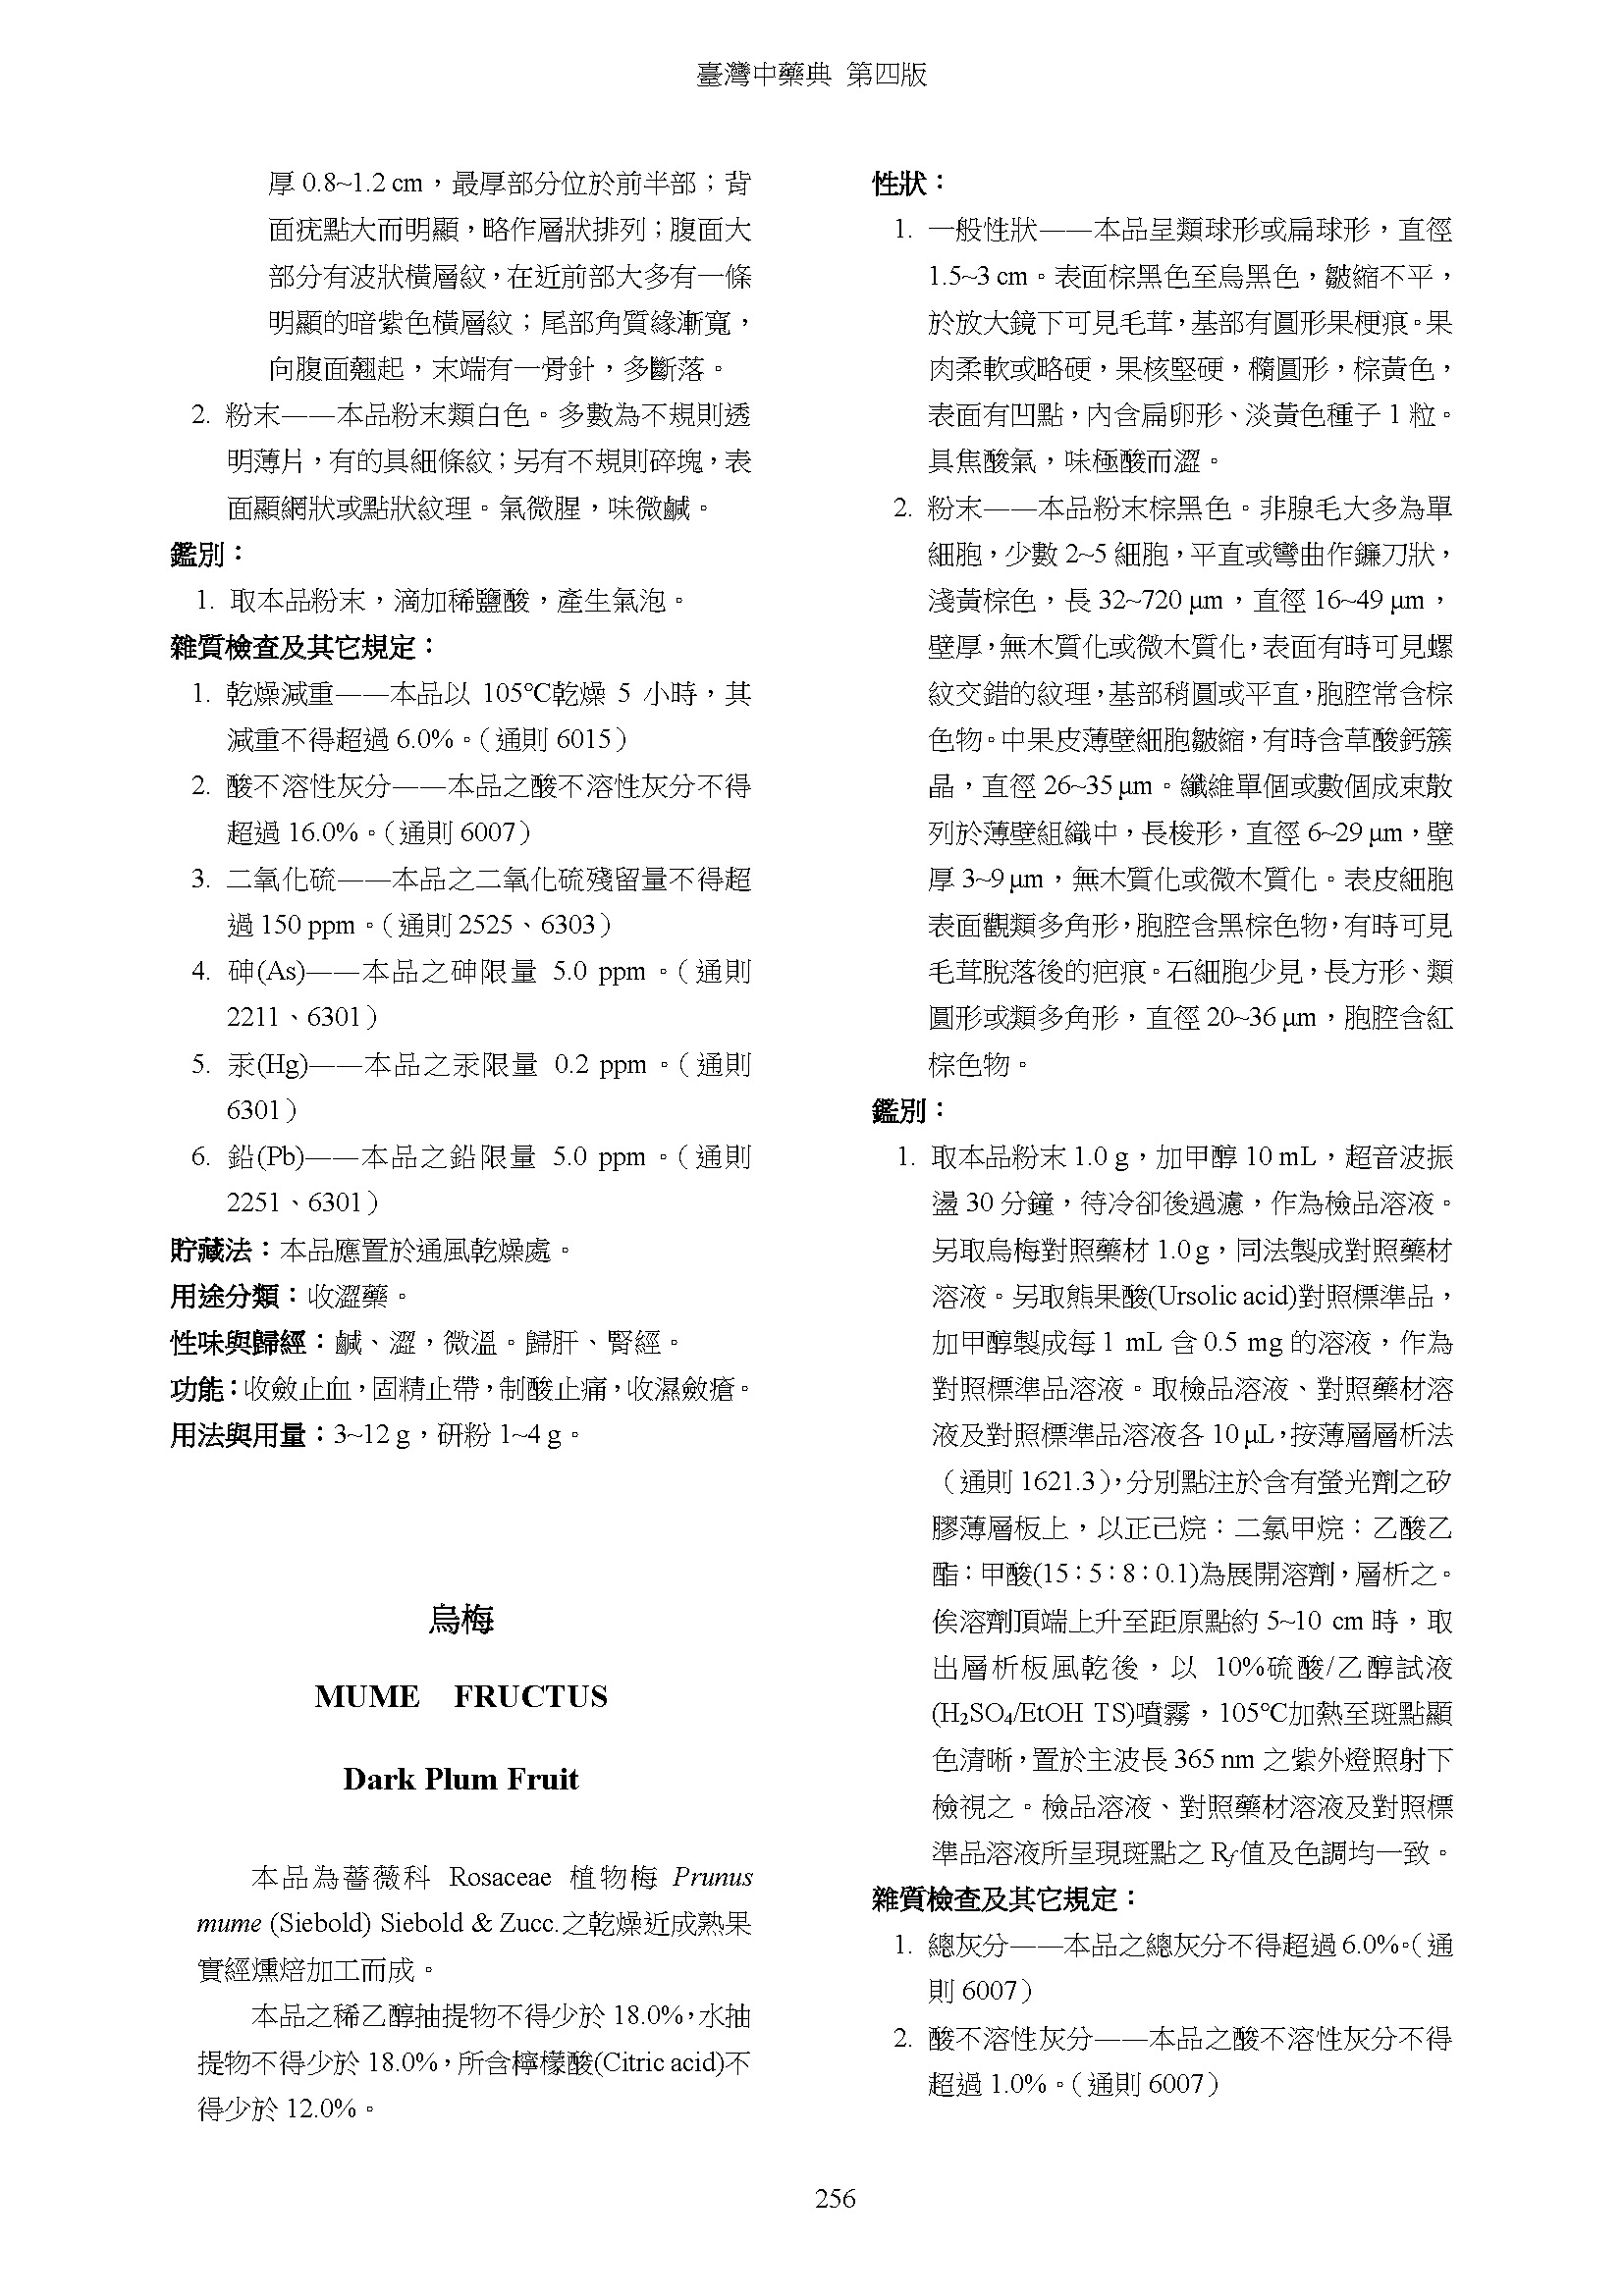 臺灣中藥典 第四版
厚 0.8~1.2 cm，最厚部分位於前半部；背
面疣點大而明顯，略作層狀排列；腹面大
部分有波狀橫層紋，在近前部大多有一條
明顯的暗紫色橫層紋；尾部角質緣漸寬，
向腹面翹起，末端有一骨針，多斷落。
2. 粉末——本品粉末類白色。多數為不規則透
明薄片，有的具細條紋；另有不規則碎塊，表
面顯網狀或點狀紋理。氣微腥，味微鹹。
鑑別：
1. 取本品粉末，滴加稀鹽酸，產生氣泡。
雜質檢查及其它規定：
1. 乾燥減重——本品以 105℃乾燥 5 小時，其
減重不得超過 6.0%。（通則 6015）
2. 酸不溶性灰分——本品之酸不溶性灰分不得
超過 16.0%。（通則 6007）
3. 二氧化硫——本品之二氧化硫殘留量不得超
過 150 ppm。（通則 2525、6303）
4. 砷(As)——本品之砷限量 5.0 ppm。（通則
2211、6301）
5. 汞(Hg)——本品之汞限量 0.2 ppm。（通則
6301）
6. 鉛(Pb)——本品之鉛限量 5.0 ppm。（通則
2251、6301）
貯藏法：本品應置於通風乾燥處。
用途分類：收澀藥。
性味與歸經：鹹、澀，微溫。歸肝、腎經。
功能：收斂止血，固精止帶，制酸止痛，收濕斂瘡。
用法與用量：3~12 g，研粉 1~4 g。
烏梅
MUME FRUCTUS
Dark Plum Fruit
本品為薔薇科 Rosaceae 植物梅 Prunus
mume (Siebold) Siebold & Zucc.之乾燥近成熟果
實經燻焙加工而成。
本品之稀乙醇抽提物不得少於 18.0%，水抽
提物不得少於 18.0%，所含檸檬酸(Citric acid)不
得少於 12.0%。
性狀：
1. 一般性狀——本品呈類球形或扁球形，直徑
1.5~3 cm。表面棕黑色至烏黑色，皺縮不平，
於放大鏡下可見毛茸，基部有圓形果梗痕。果
肉柔軟或略硬，果核堅硬，橢圓形，棕黃色，
表面有凹點，內含扁卵形、淡黃色種子 1 粒。
具焦酸氣，味極酸而澀。
2. 粉末——本品粉末棕黑色。非腺毛大多為單
細胞，少數 2~5 細胞，平直或彎曲作鐮刀狀，
淺黃棕色，長 32~720 μm，直徑 16~49 μm，
壁厚，無木質化或微木質化，表面有時可見螺
紋交錯的紋理，基部稍圓或平直，胞腔常含棕
色物。中果皮薄壁細胞皺縮，有時含草酸鈣簇
晶，直徑 26~35 μm。纖維單個或數個成束散
列於薄壁組織中，長梭形，直徑 6~29 μm，壁
厚 3~9 μm，無木質化或微木質化。表皮細胞
表面觀類多角形，胞腔含黑棕色物，有時可見
毛茸脫落後的疤痕。石細胞少見，長方形、類
圓形或類多角形，直徑 20~36 μm，胞腔含紅
棕色物。
鑑別：
1. 取本品粉末 1.0 g，加甲醇 10 mL，超音波振
盪 30 分鐘，待冷卻後過濾，作為檢品溶液。
另取烏梅對照藥材 1.0 g，同法製成對照藥材
溶液。另取熊果酸(Ursolic acid)對照標準品，
加甲醇製成每 1 mL 含 0.5 mg 的溶液，作為
對照標準品溶液。取檢品溶液、對照藥材溶
液及對照標準品溶液各 10 μL，按薄層層析法
（通則 1621.3），分別點注於含有螢光劑之矽
膠薄層板上，以正己烷：二氯甲烷：乙酸乙
酯：甲酸(15：5：8：0.1)為展開溶劑，層析之。
俟溶劑頂端上升至距原點約 5~10 cm 時，取
出層析板風乾後，以 10%硫酸/乙醇試液
(H₂SO₄/EtOH TS)噴霧，105℃加熱至斑點顯
色清晰，置於主波長 365 nm 之紫外燈照射下
檢視之。檢品溶液、對照藥材溶液及對照標
準品溶液所呈現斑點之 Rf 值及色調均一致。
雜質檢查及其它規定：
1. 總灰分——本品之總灰分不得超過 6.0%。（通
則 6007）
2. 酸不溶性灰分——本品之酸不溶性灰分不得
超過 1.0%。（通則 6007）
256